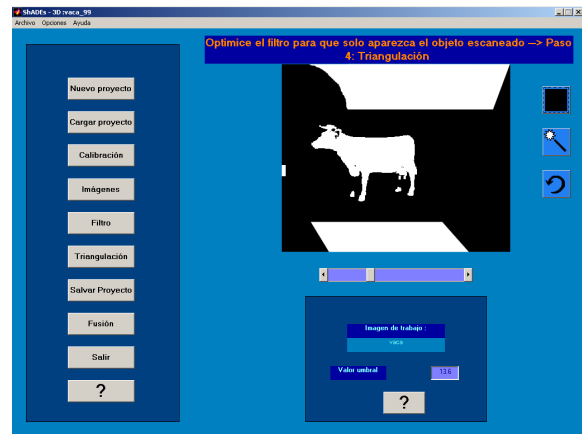 ShADEs - 3D :vaca_99
Archivo Opciones Ayuda
Optimice el filtro para que solo aparezca el objeto escaneado --> Paso
4: Triangulación
Nuevo proyecto
Cargar proyecto
Calibración
Imágenes
Filtro
Triangulación
Salvar Proyecto
Fusión
Salir
?
Imagen de trabajo :
vaca
Valor umbral
136
?